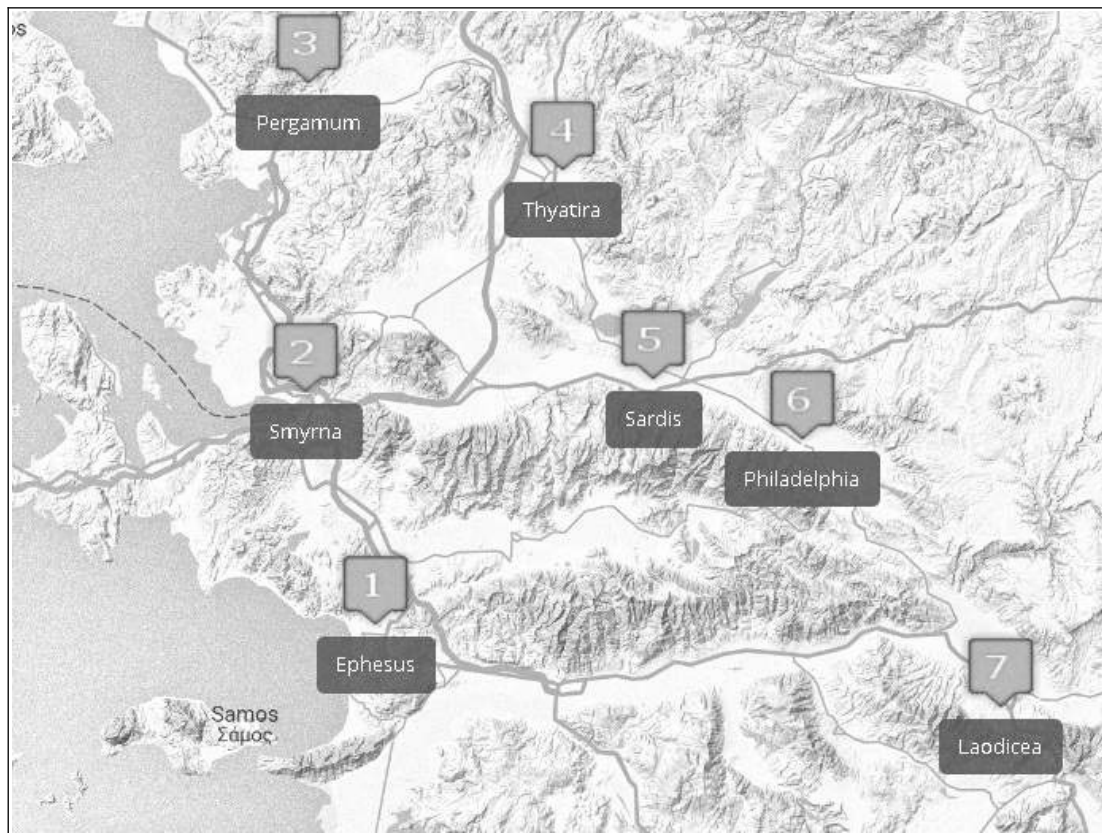 3
Pergamum
4
Thyatira
2
Smyrna
5
Sardis
6
Philadelphia
1
Ephesus
7
Laodicea
Samos
Σάμος